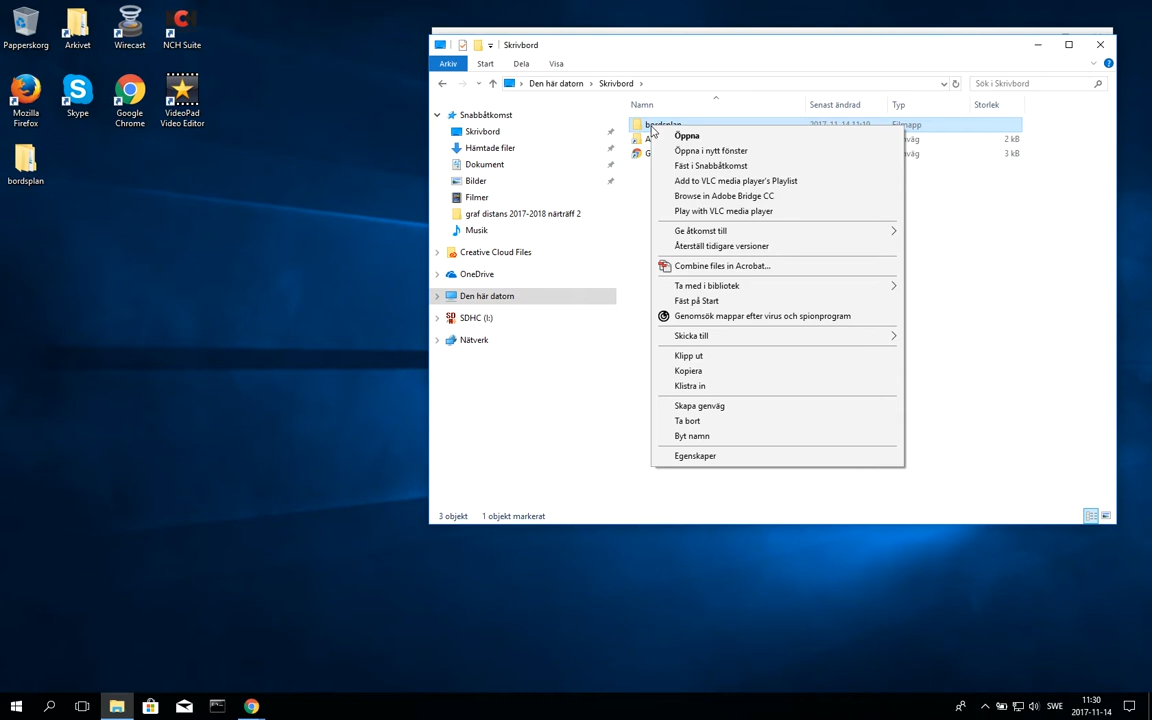 Papperskorg
Arkivet
Wirecast
NCH Suite
Mozilla Firefox
Skype
Google Chrome
VideoPad Video Editor
bordsplan
Skrivbord
Arkiv
Start
Dela
Visa
Den här datorn
Skrivbord
Sök i Skrivbord
Snabbåtkomst
Skrivbord
Hämtade filer
Dokument
Bilder
Filmer
graf distans 2017-2018 närträff 2
Musik
Creative Cloud Files
OneDrive
Den här datorn
SDHC (I:)
Nätverk
Namn
Senast ändrad
Typ
Storlek
bordsplan 2017-11-14 11:19 Filmapp
2 kB
3 kB
Öppna
Öppna i nytt fönster
Fäst i Snabbåtkomst
Add to VLC media player's Playlist
Browse in Adobe Bridge CC
Play with VLC media player
Ge åtkomst till
Återställ tidigare versioner
Combine files in Acrobat...
Ta med i bibliotek
Fäst på Start
Genomsök mappar efter virus och spionprogram
Skicka till
Klipp ut
Kopiera
Klistra in
Skapa genväg
Ta bort
Byt namn
Egenskaper
3 objekt
1 objekt markerat
SWE
11:30
2017-11-14